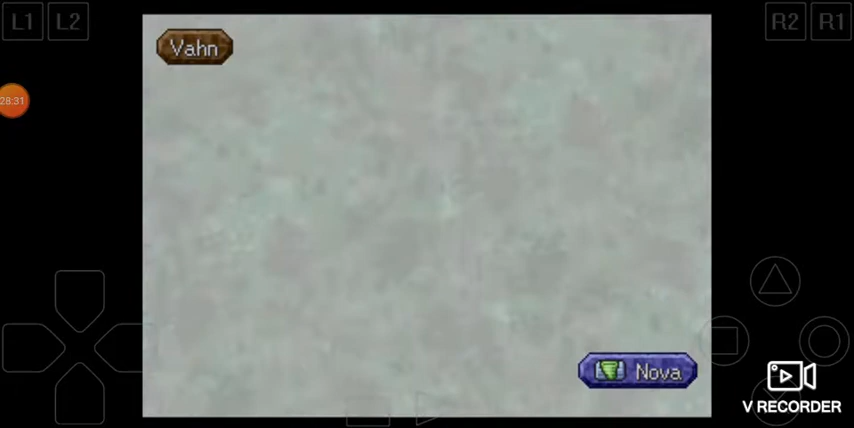 L1 L2
R2 R1
Vahn
28:31
Nova
V RECORDER